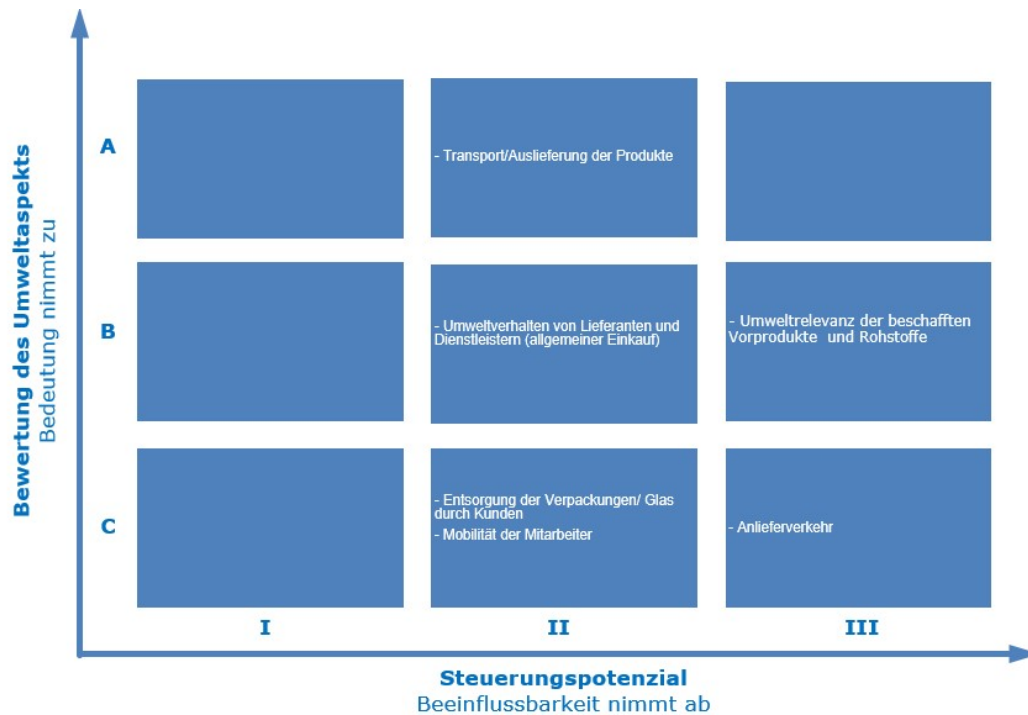 Bewertung des Umweltaspekts
Bedeutung nimmt zu
A
- Transport/Auslieferung der Produkte
B
- Umweltverhalten von Lieferanten und
Dienstleistern (allgemeiner Einkauf)
- Umweltrelevanz der beschafften
Vorprodukte und Rohstoffe
C
- Entsorgung der Verpackungen/ Glas
durch Kunden
- Mobilität der Mitarbeiter
- Anlieferverkehr
I
II
III
Steuerungspotenzial
Beeinflussbarkeit nimmt ab